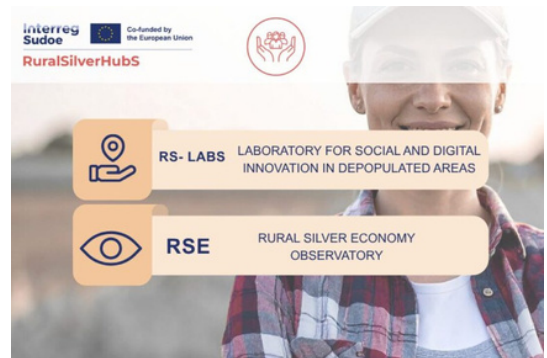 Interreg
Sudoe
Co-funded by
the European Union
RuralSilverHubS
RS- LABS
LABORATORY FOR SOCIAL AND DIGITAL
INNOVATION IN DEPOPULATED AREAS
RSE
RURAL SILVER ECONOMY
OBSERVATORY